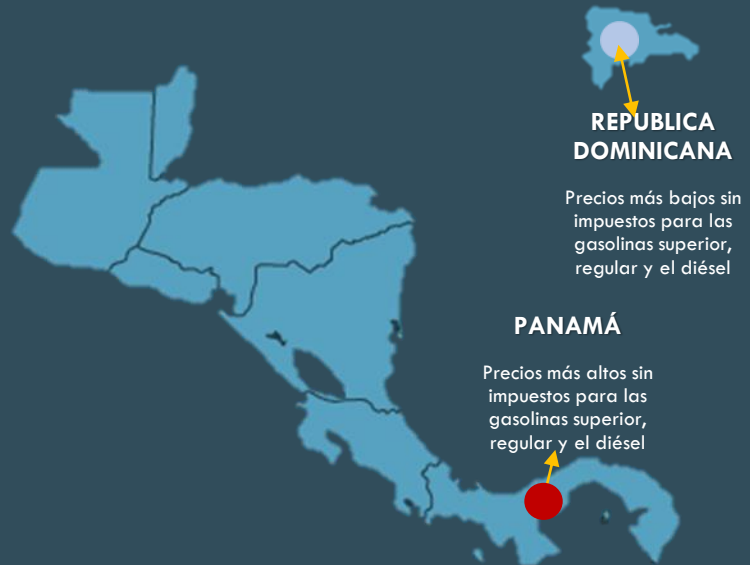 REPUBLICA
DOMINICANA
Precios más bajos sin
impuestos para las
gasolinas superior,
regular y el diésel
PANAMÁ
Precios más altos sin
impuestos para las
gasolinas superior,
regular y el diésel